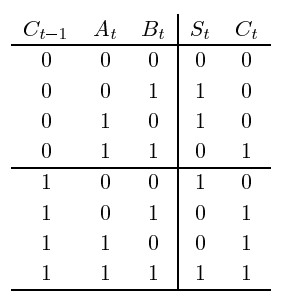 C_{t-1} A_t B_t S_t C_t
0 0 0 0 0
0 0 1 1 0
0 1 0 1 0
0 1 1 0 1
1 0 0 1 0
1 0 1 0 1
1 1 0 0 1
1 1 1 1 1